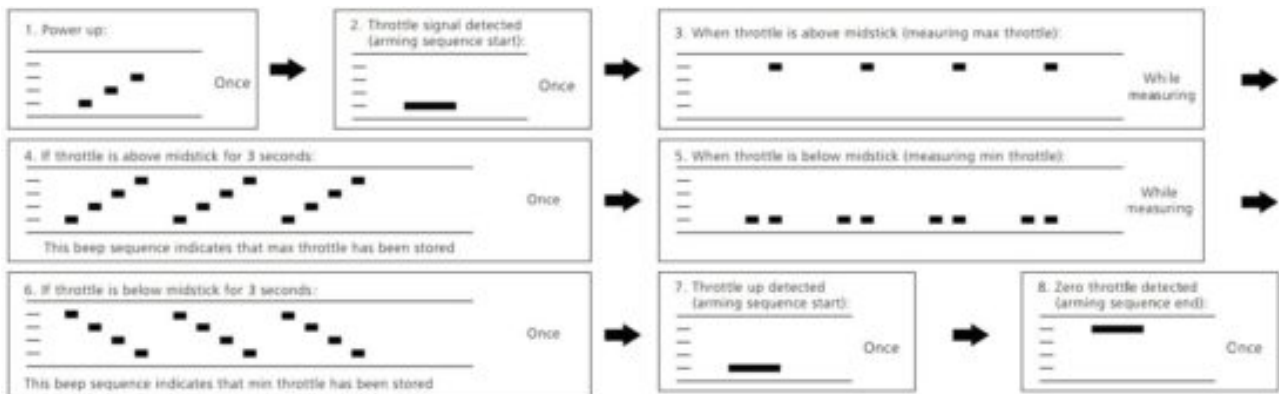 1. Power up:
Once
2. Throttle signal detected
(arming sequence start):
Once
3. When throttle is above midstick (meauring max throttle):
While
measuring
4. If throttle is above midstick for 3 seconds:
Once
This beep sequence indicates that max throttle has been stored
5. When throttle is below midstick (measuring min throttle):
While
measuring
6. If throttle is below midstick for 3 seconds:
Once
This beep sequence indicates that min throttle has been stored
7. Throttle up detected
(arming sequence start):
Once
8. Zero throttle detected
(arming sequence end):
Once